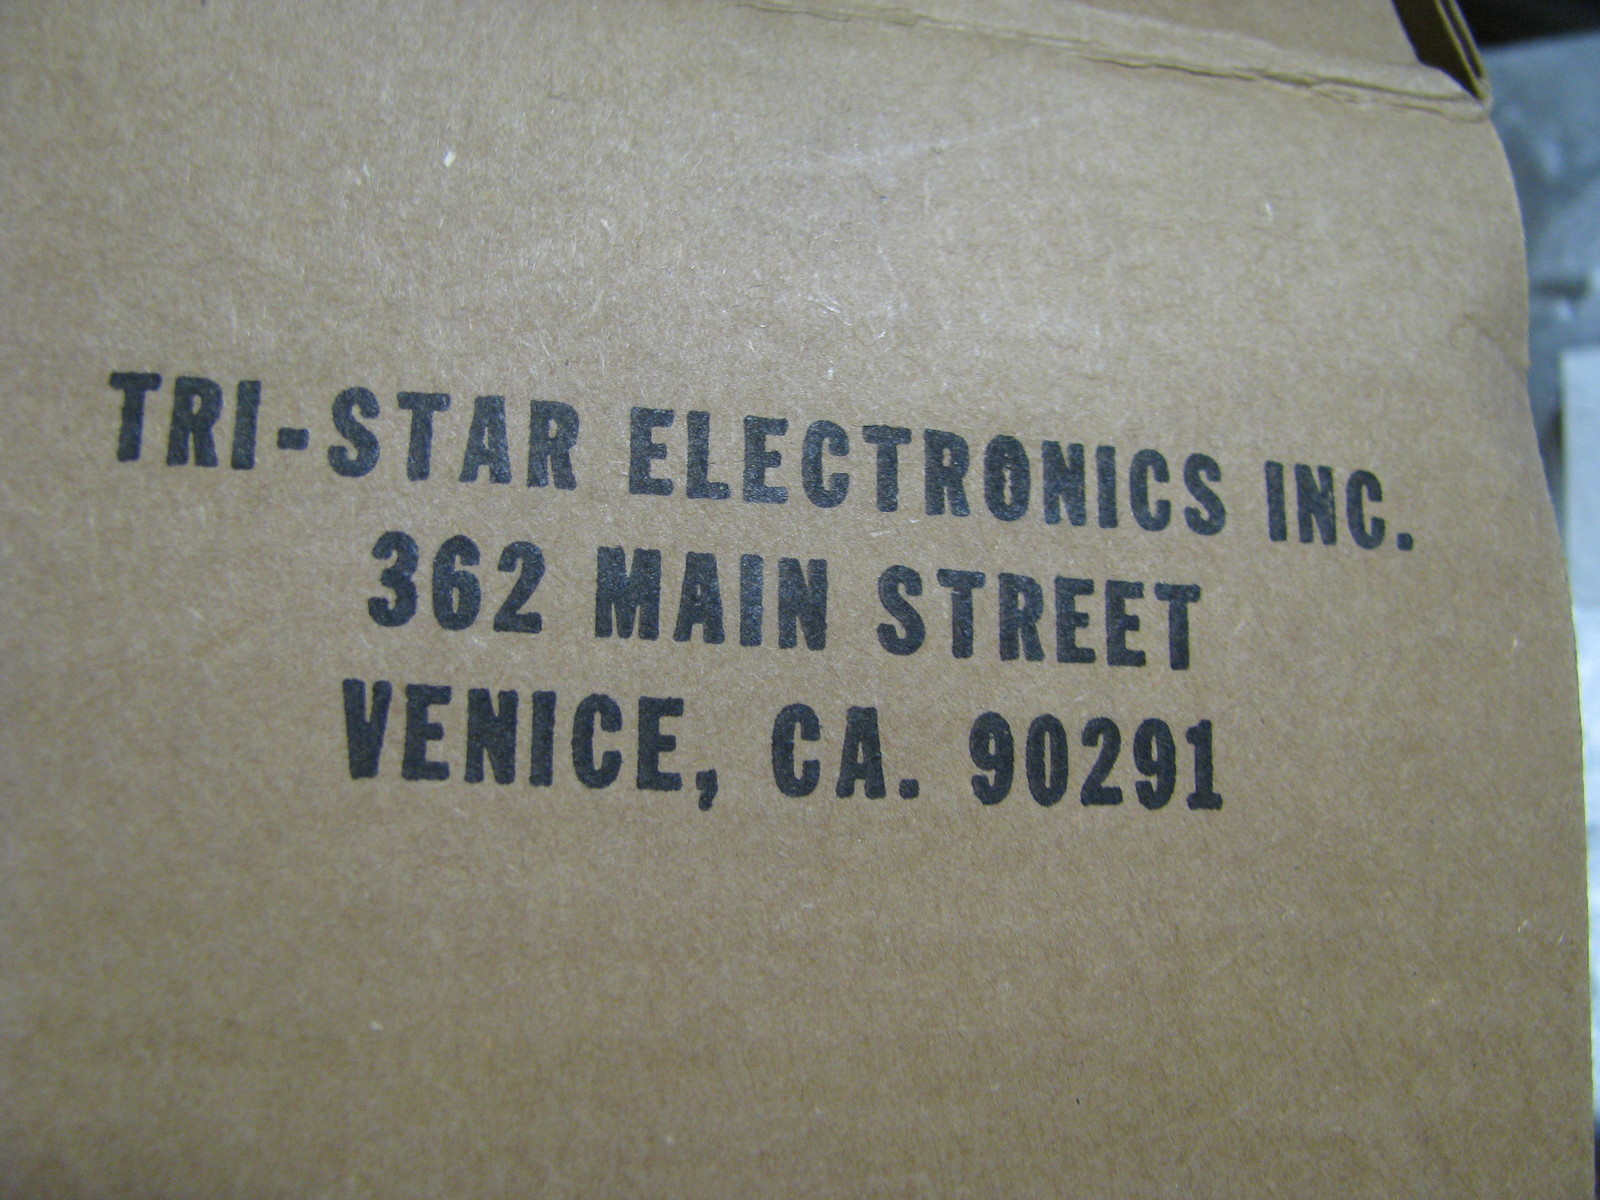 TRI-STAR ELECTRONICS INC.
362 MAIN STREET
VENICE, CA. 90291